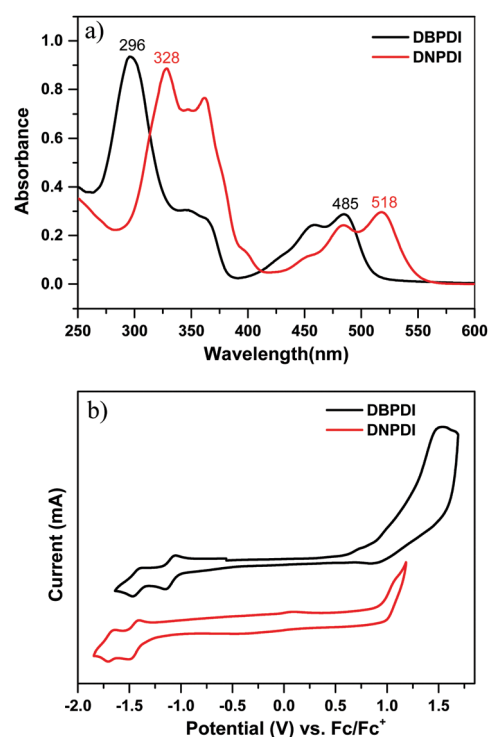 a)
296
328
DBPDI
DNPDI
485
518
1.0
0.8
0.6
0.4
0.2
0.0
Absorbance
250 300 350 400 450 500 550 600
Wavelength(nm)
b)
DBPDI
DNPDI
Current (mA)
-2.0 -1.5 -1.0 -0.5 0.0 0.5 1.0 1.5
Potential (V) vs. Fc/Fc⁺